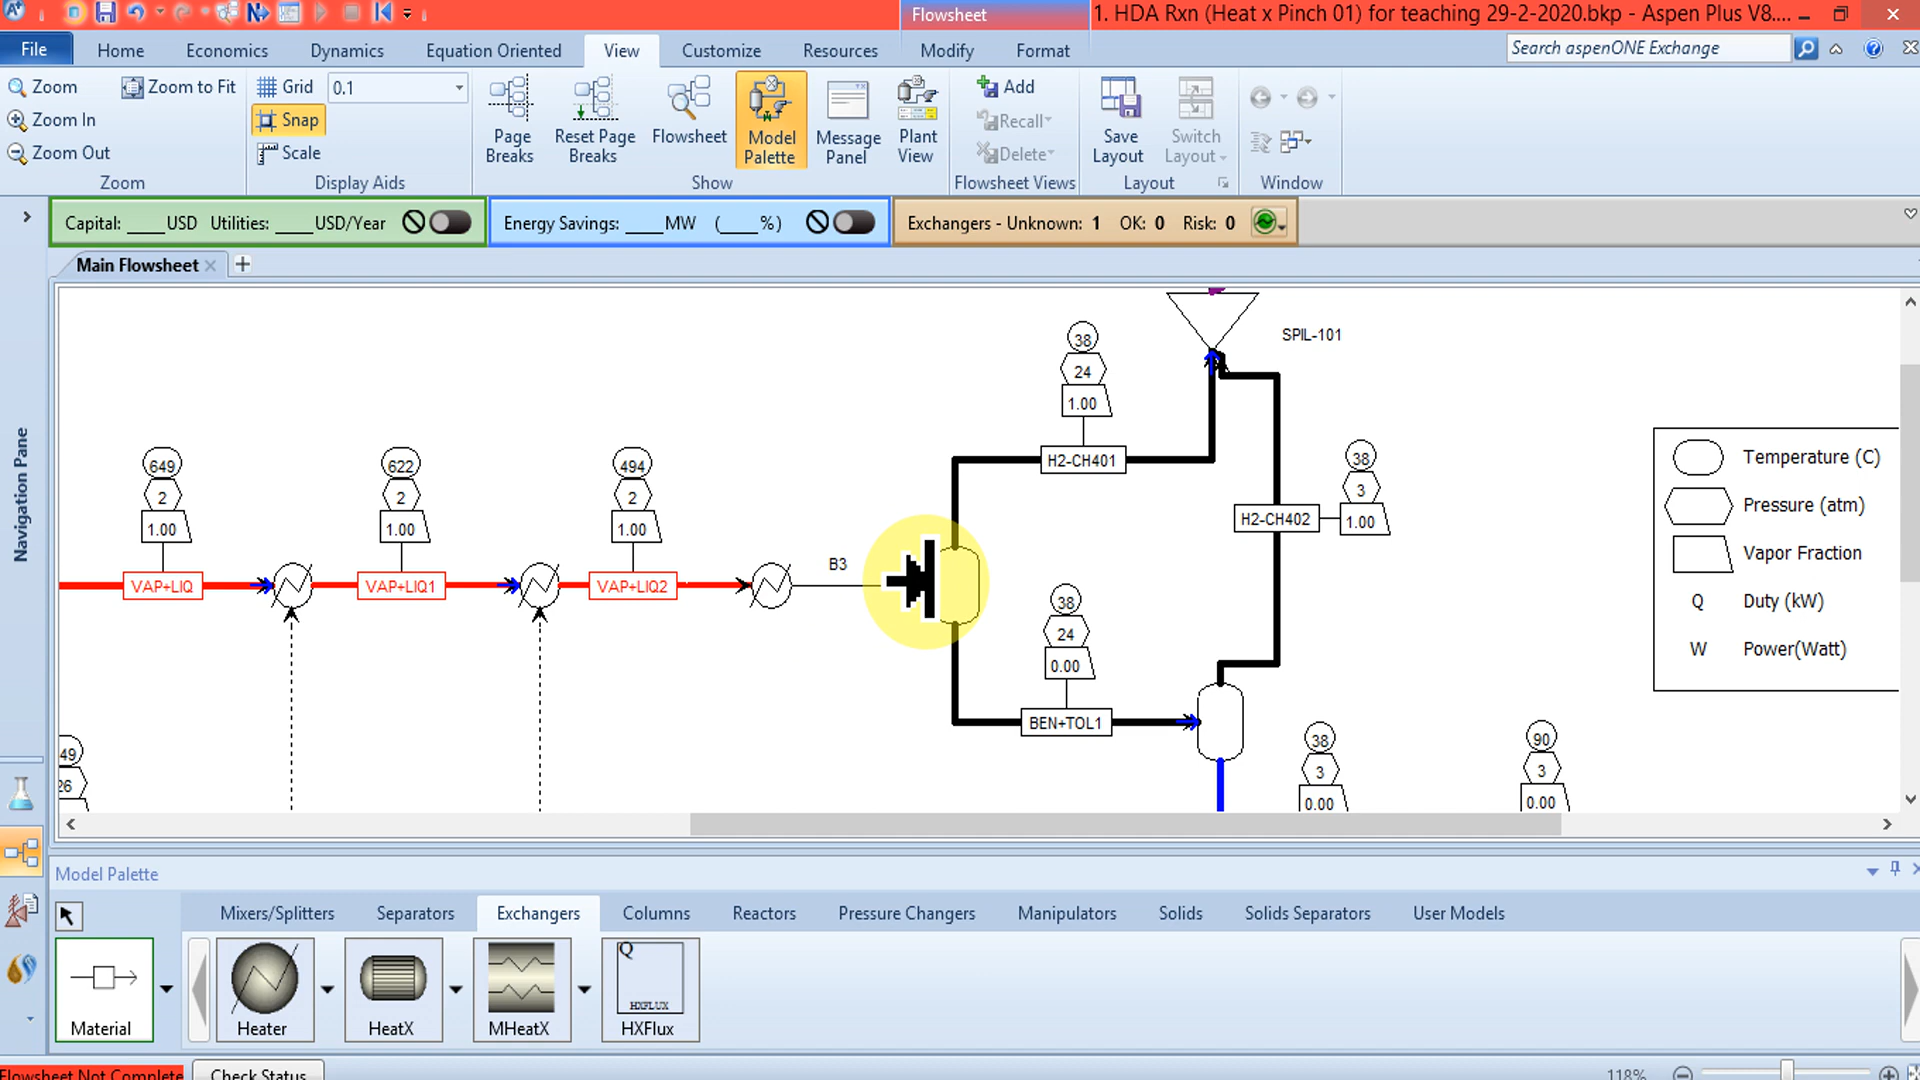 Flowsheet
1. HDA Rxn (Heat x Pinch 01) for teaching 29-2-2020.bkp - Aspen Plus V8....
File
Home
Economics
Dynamics
Equation Oriented
View
Customize
Resources
Modify
Format
Search aspenONE Exchange
Zoom
Zoom to Fit
Zoom In
Zoom Out
Zoom
Grid
0.1
Snap
Scale
Display Aids
Page Breaks
Reset Page Breaks
Flowsheet
Model Palette
Message Panel
Plant View
Show
Add
Recall
Delete
Flowsheet Views
Save Layout
Switch Layout
Layout
Window
Capital: ____USD Utilities: ____USD/Year
Energy Savings: ____MW (____%)
Exchangers - Unknown: 1 OK: 0 Risk: 0
Main Flowsheet
Navigation Pane
SPIL-101
38
24
1.00
H2-CH401
649
2
1.00
VAP+LIQ
622
2
1.00
VAP+LIQ1
494
2
1.00
VAP+LIQ2
B3
38
3
1.00
H2-CH402
38
24
0.00
BEN+TOL1
49
26
38
3
0.00
90
3
0.00
Temperature (C)
Pressure (atm)
Vapor Fraction
Q Duty (kW)
W Power(Watt)
Model Palette
Mixers/Splitters
Separators
Exchangers
Columns
Reactors
Pressure Changers
Manipulators
Solids
Solids Separators
User Models
Material
Heater
HeatX
MHeatX
Q
HXFLUX
HXFlux
Flowsheet Not Complete
Check Status
118%